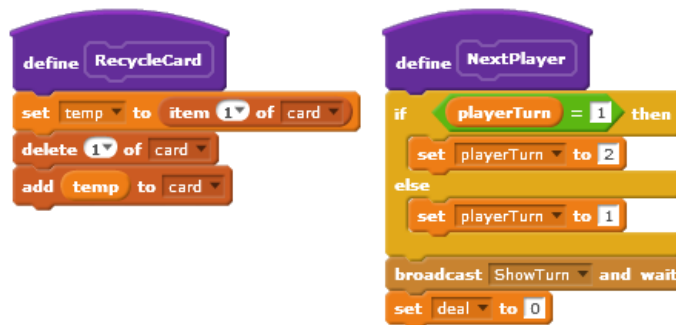 define RecycleCard
set temp to item 1 of card
delete 1 of card
add temp to card
define NextPlayer
if playerTurn = 1 then
set playerTurn to 2
else
set playerTurn to 1
broadcast ShowTurn and wait
set deal to 0